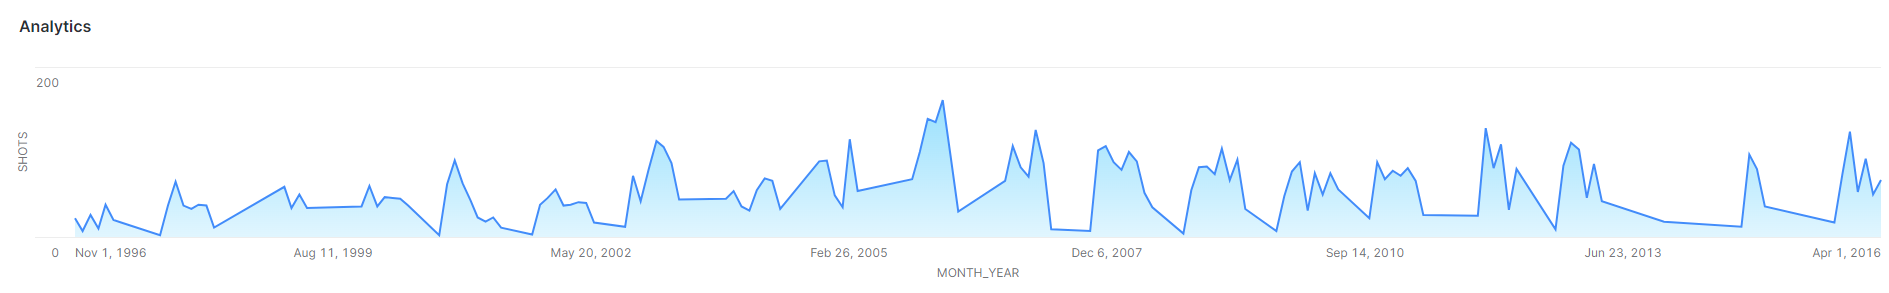 Analytics
200
SHOTS
0
Nov 1, 1996 Aug 11, 1999 May 20, 2002 Feb 26, 2005 Dec 6, 2007 Sep 14, 2010 Jun 23, 2013 Apr 1, 2016
MONTH_YEAR